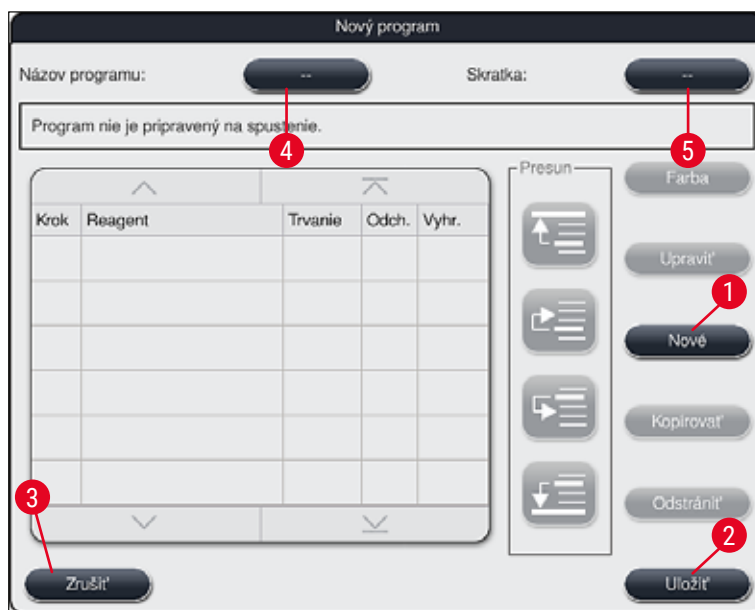 Nový program
Názov programu: -- Skratka: --
4 5
Program nie je pripravený na spustenie.
Presun Farba
Krok Reagent Trvanie Odch. Vyhr.
Upraviť
1
Nové
Kopírovať
3 Odstrániť
2
Zrušiť Uložiť